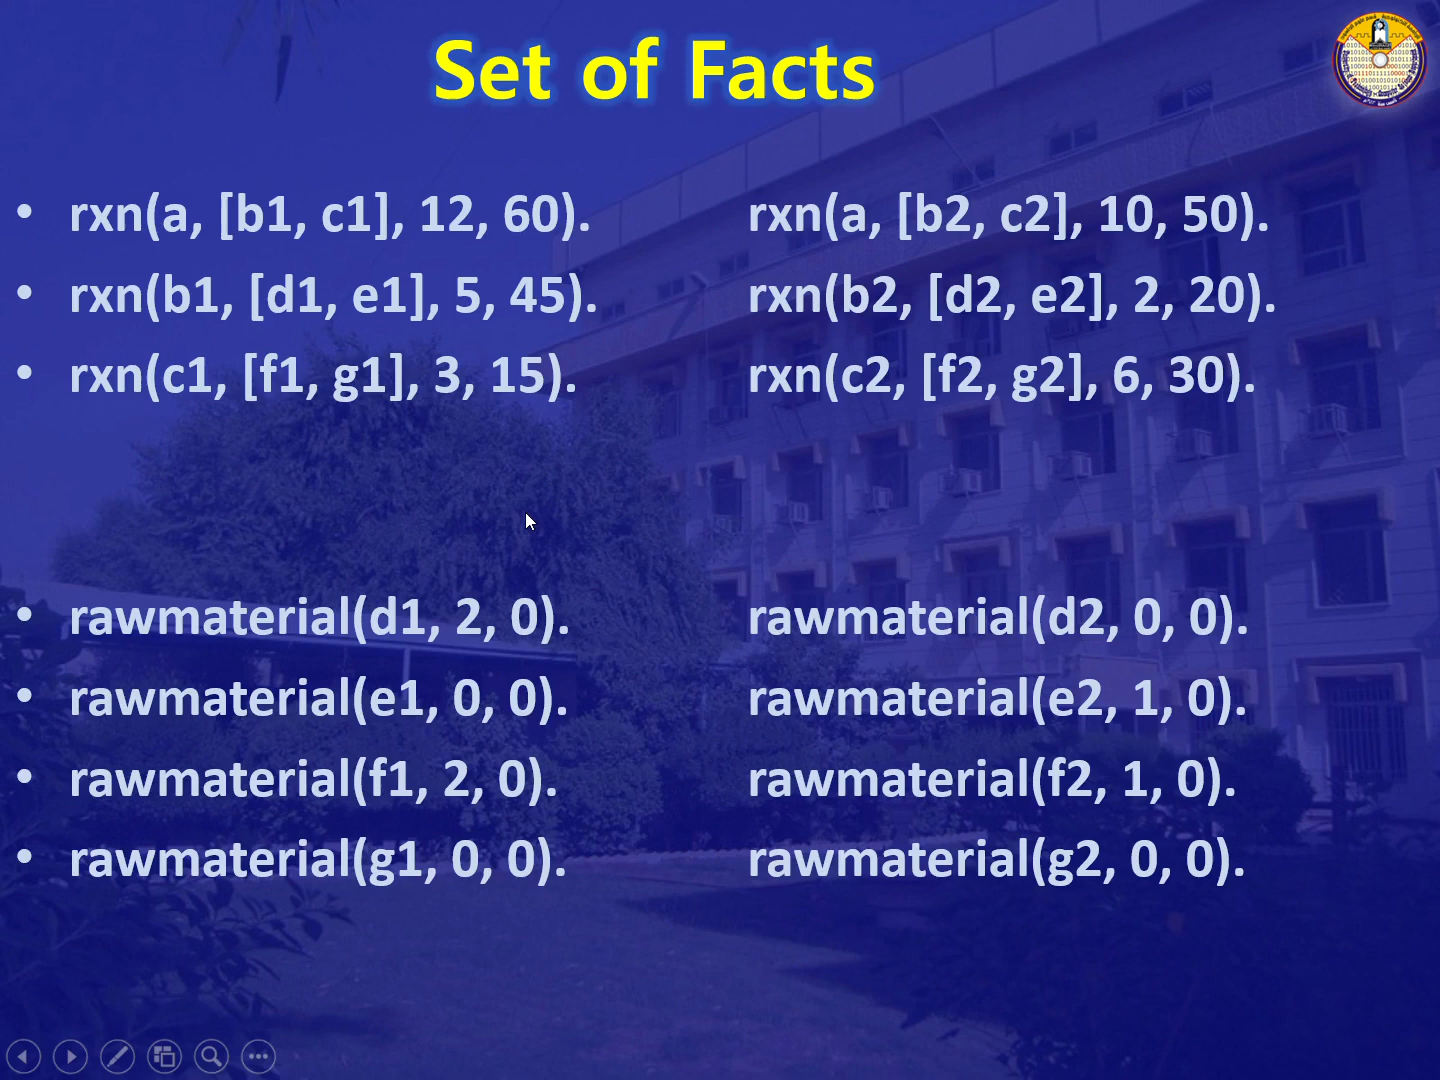 Set of Facts
• rxn(a, [b1, c1], 12, 60). rxn(a, [b2, c2], 10, 50).
• rxn(b1, [d1, e1], 5, 45). rxn(b2, [d2, e2], 2, 20).
• rxn(c1, [f1, g1], 3, 15). rxn(c2, [f2, g2], 6, 30).
• rawmaterial(d1, 2, 0). rawmaterial(d2, 0, 0).
• rawmaterial(e1, 0, 0). rawmaterial(e2, 1, 0).
• rawmaterial(f1, 2, 0). rawmaterial(f2, 1, 0).
• rawmaterial(g1, 0, 0). rawmaterial(g2, 0, 0).